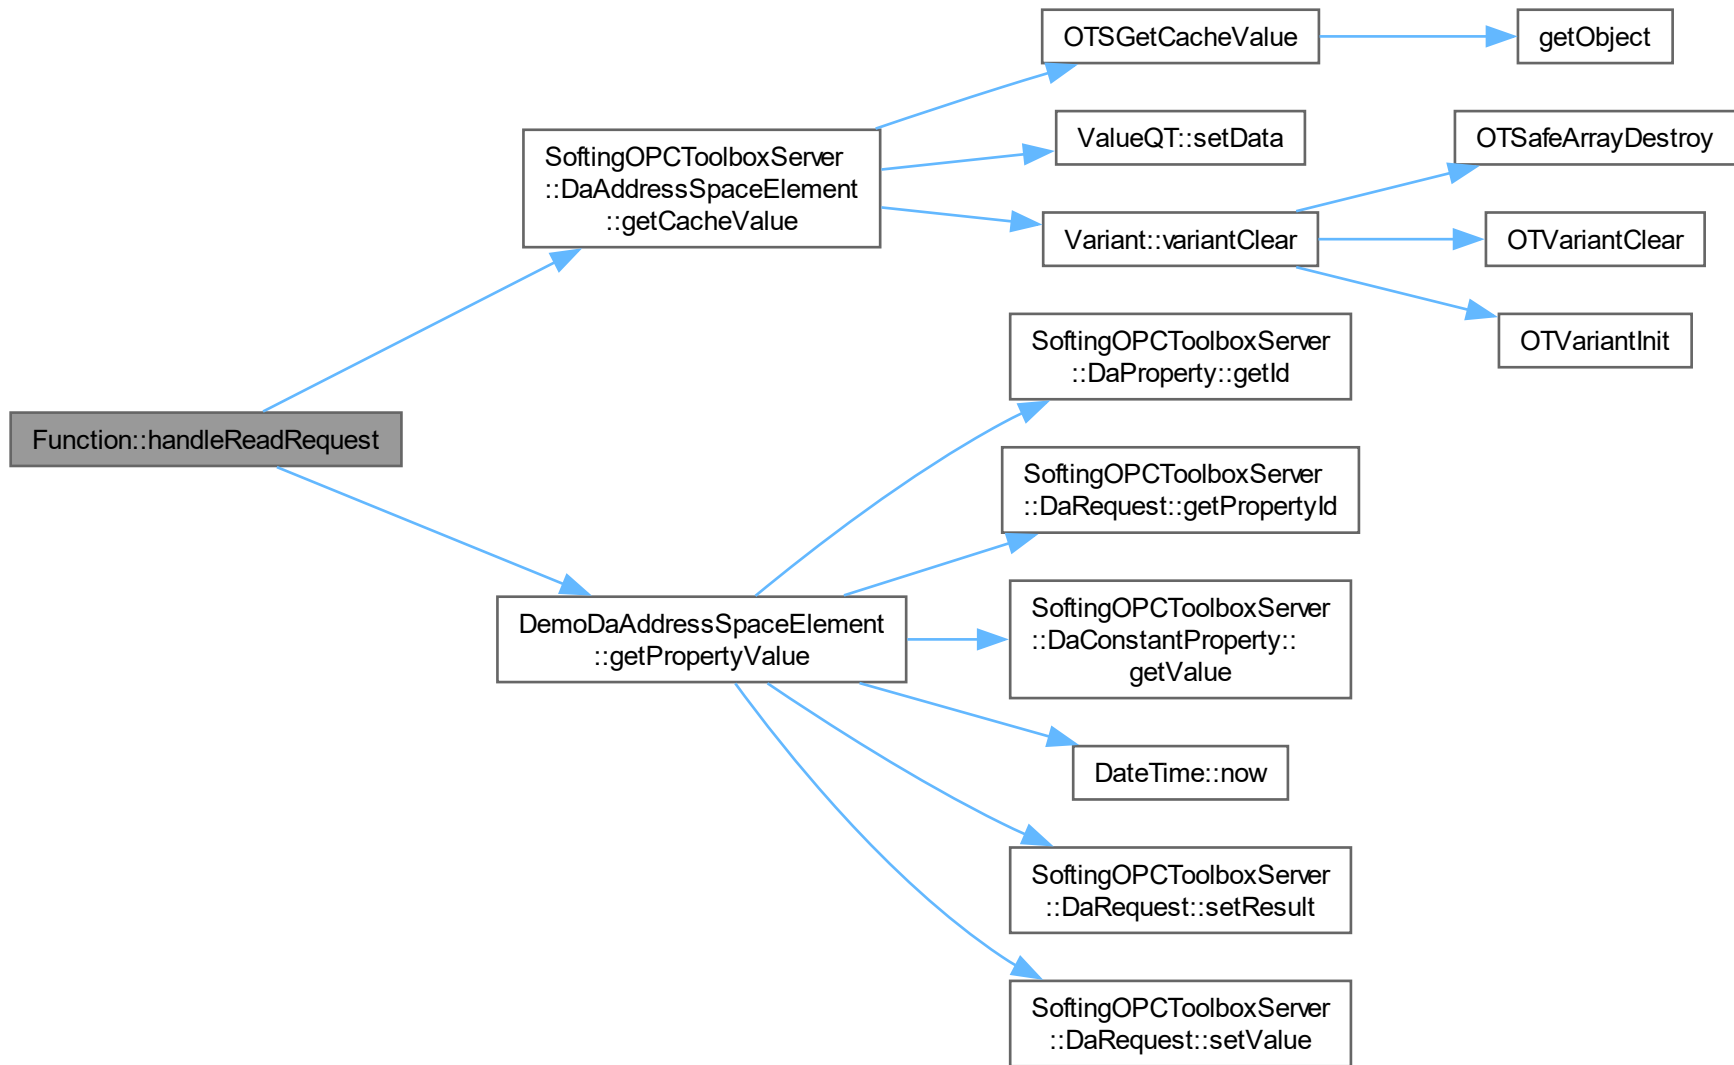 OTSGetCacheValue
getObject
SoftingOPCToolboxServer
::DaAddressSpaceElement
::getCacheValue
ValueQT::setData
OTSafeArrayDestroy
Variant::variantClear
OTVariantClear
OTVariantInit
SoftingOPCToolboxServer
::DaProperty::getId
Function::handleReadRequest
SoftingOPCToolboxServer
::DaRequest::getPropertyId
DemoDaAddressSpaceElement
::getPropertyValue
SoftingOPCToolboxServer
::DaConstantProperty::
getValue
DateTime::now
SoftingOPCToolboxServer
::DaRequest::setResult
SoftingOPCToolboxServer
::DaRequest::setValue